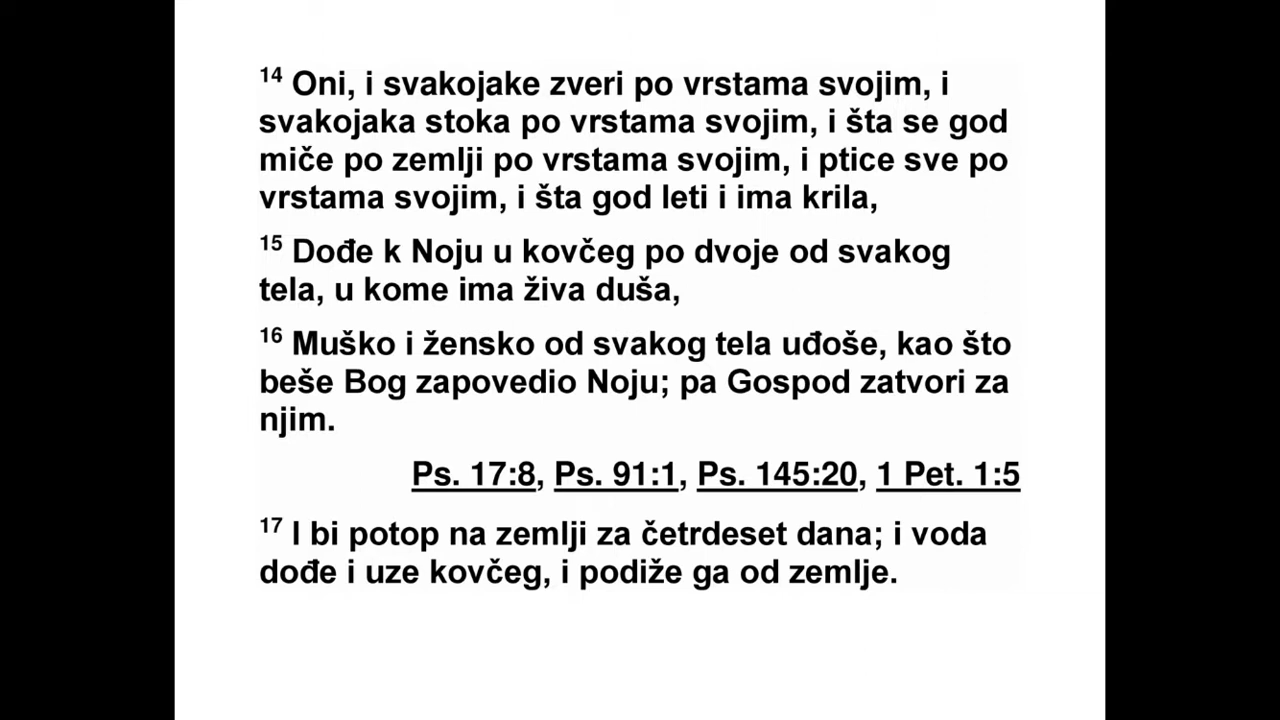 14 Oni, i svakojake zveri po vrstama svojim, i
svakojaka stoka po vrstama svojim, i šta se god
miče po zemlji po vrstama svojim, i ptice sve po
vrstama svojim, i šta god leti i ima krila,
15 Dođe k Noju u kovčeg po dvoje od svakog
tela, u kome ima živa duša,
16 Muško i žensko od svakog tela uđoše, kao što
beše Bog zapovedio Noju; pa Gospod zatvori za
njim.
Ps. 17:8, Ps. 91:1, Ps. 145:20, 1 Pet. 1:5
17 I bi potop na zemlji za četrdeset dana; i voda
dođe i uze kovčeg, i podiže ga od zemlje.